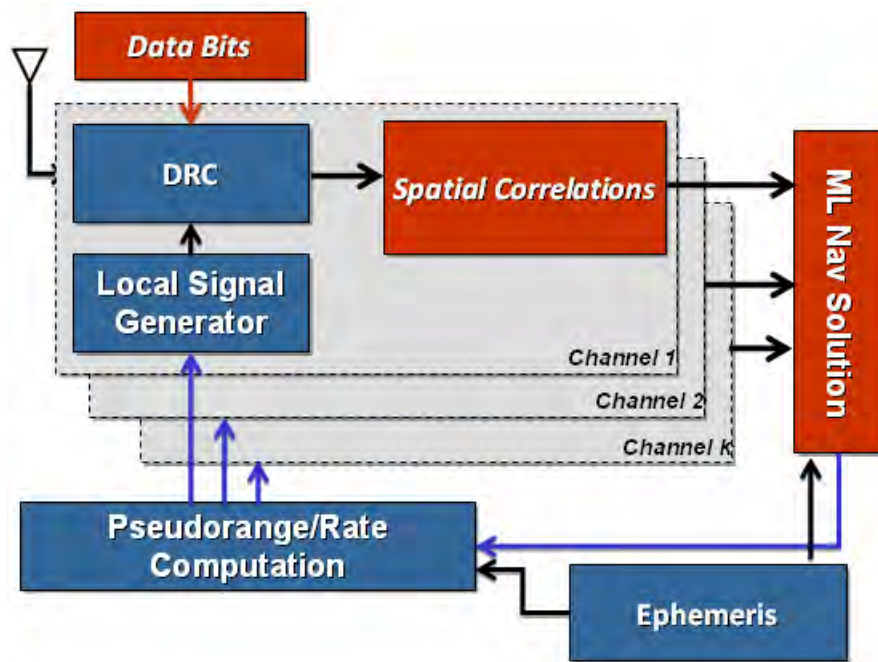 Data Bits
DRC
Spatial Correlations
Local Signal
Generator
Channel 1
Channel 2
Channel K
ML Nav Solution
Pseudorange/Rate
Computation
Ephemeris